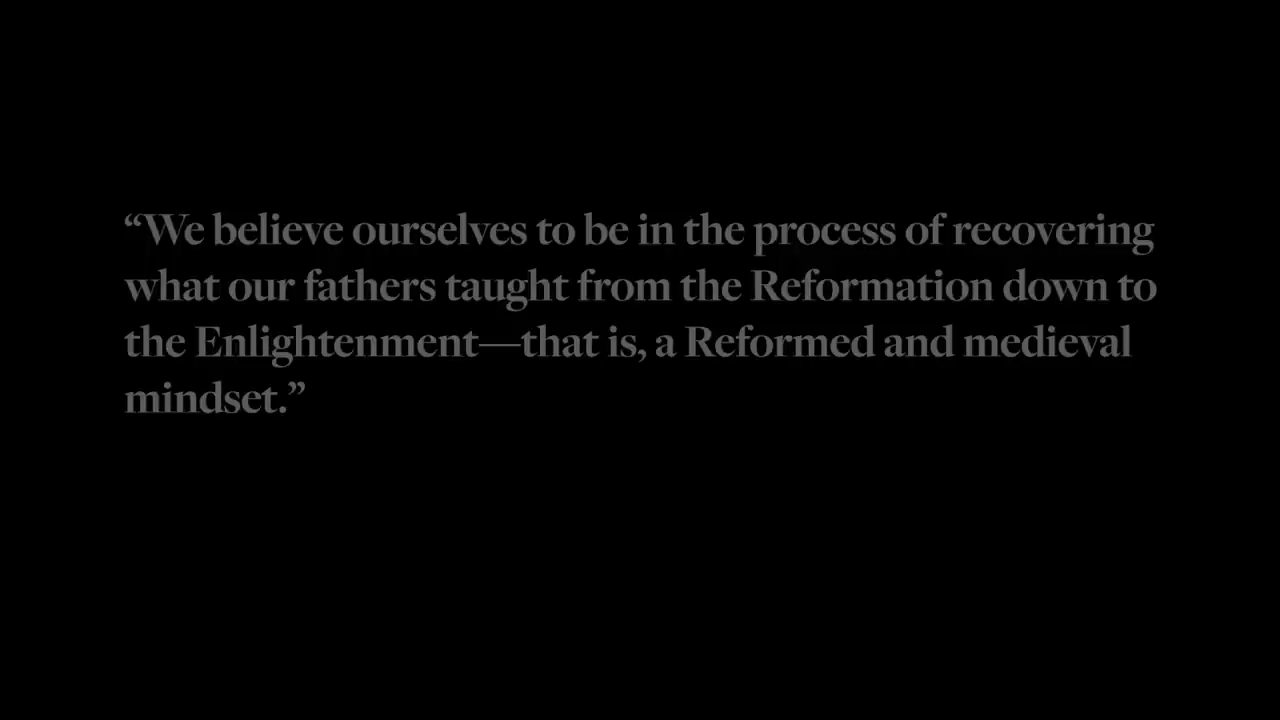 “We believe ourselves to be in the process of recovering
what our fathers taught from the Reformation down to
the Enlightenment—that is, a Reformed and medieval
mindset.”